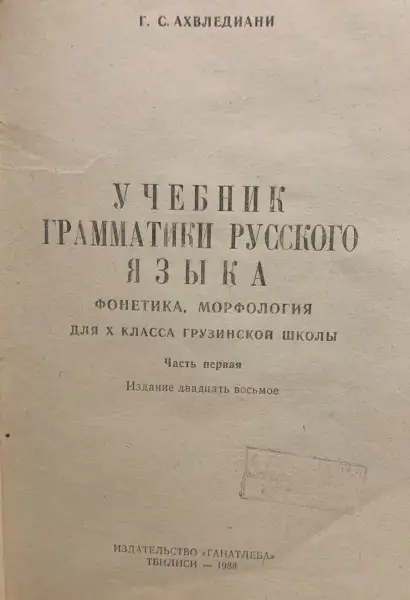 Г. С. АХВЛЕДИАНИ
УЧЕБНИК
ГРАММАТИКИ РУССКОГО
ЯЗЫКА
ФОНЕТИКА, МОРФОЛОГИЯ
ДЛЯ X КЛАССА ГРУЗИНСКОЙ ШКОЛЫ
Часть первая
Издание двадцать восьмое
ИЗДАТЕЛЬСТВО «ГАНАТЛЕБА»
ТБИЛИСИ — 1988